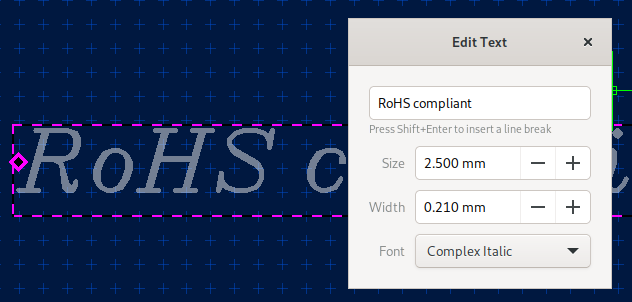 Edit Text
RoHS compliant
Press Shift+Enter to insert a line break
Size 2.500 mm
Width 0.210 mm
Font Complex Italic
RoHS c